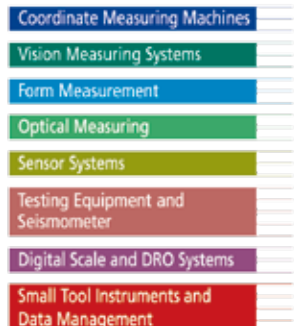 Coordinate Measuring Machines
Vision Measuring Systems
Form Measurement
Optical Measuring
Sensor Systems
Testing Equipment and
Seismometer
Digital Scale and DRO Systems
Small Tool Instruments and
Data Management